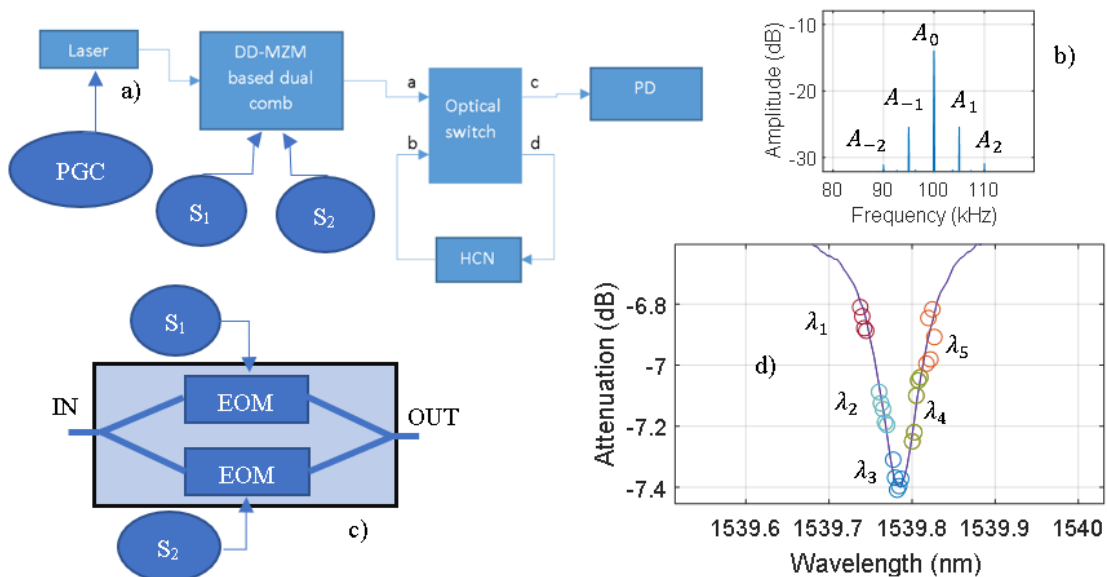 Laser
a)
PGC
DD-MZM
based dual
comb
S1
S2
a
b
Optical
switch
c
d
PD
HCN
b)
Amplitude (dB)
-10
-20
-30
A₀
A₋₁
A₁
A₋₂
A₂
80
90
100
110
Frequency (kHz)
S₁
IN
EOM
EOM
OUT
S₂
c)
d)
Attenuation (dB)
-6.8
-7
-7.2
-7.4
λ₁
λ₂
λ₃
λ₄
λ₅
1539.6
1539.7
1539.8
1539.9
1540
Wavelength (nm)